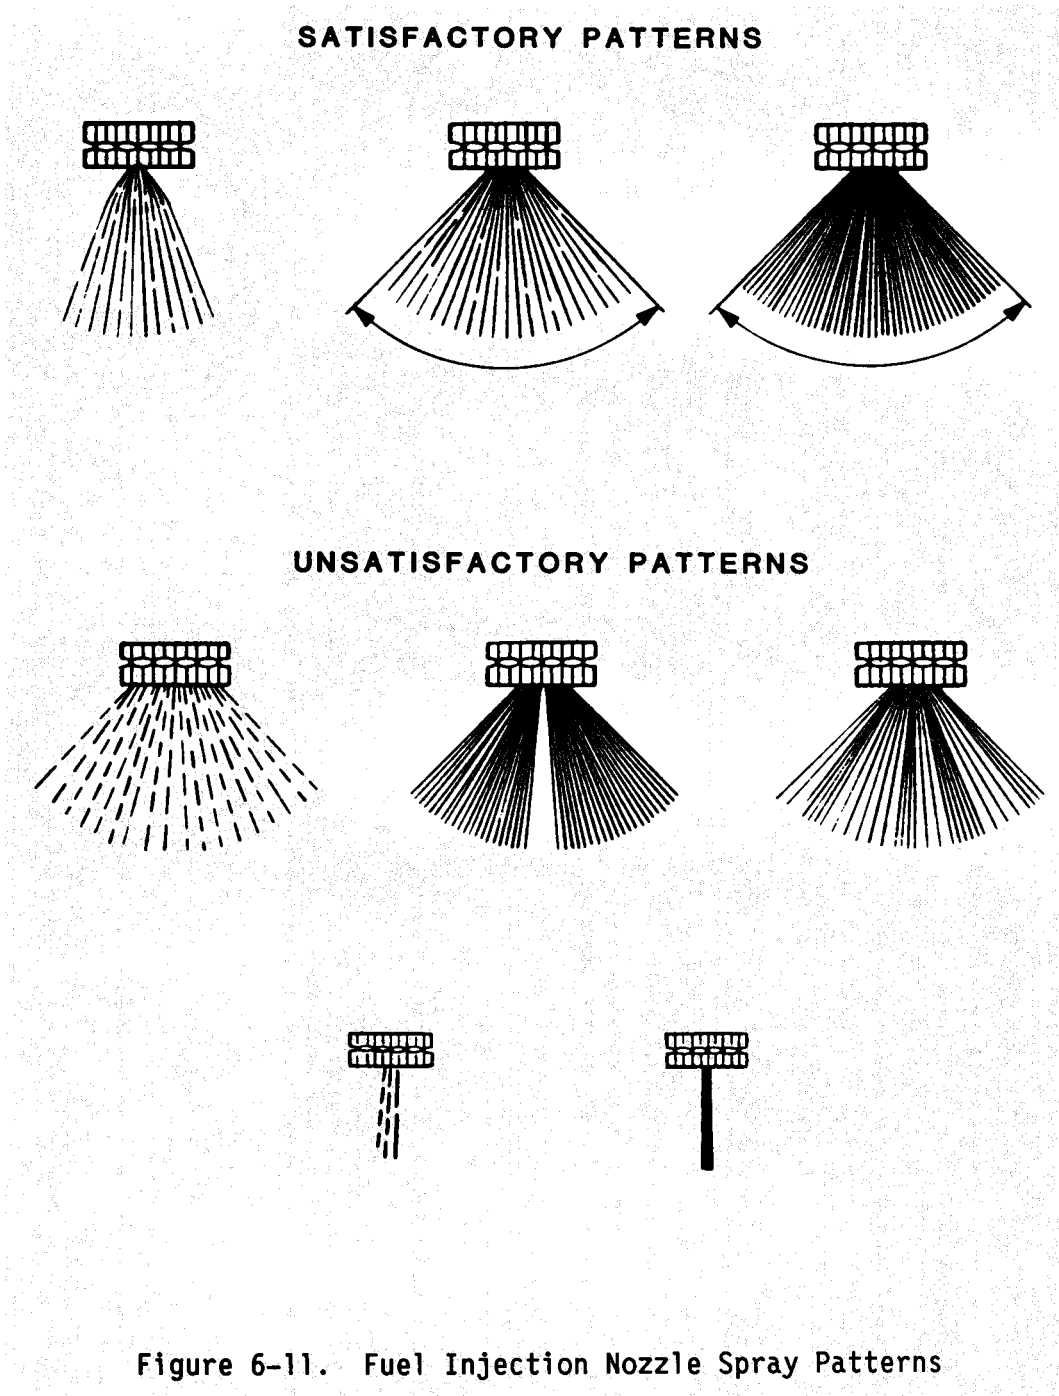 SATISFACTORY PATTERNS
UNSATISFACTORY PATTERNS
Figure 6-11. Fuel Injection Nozzle Spray Patterns